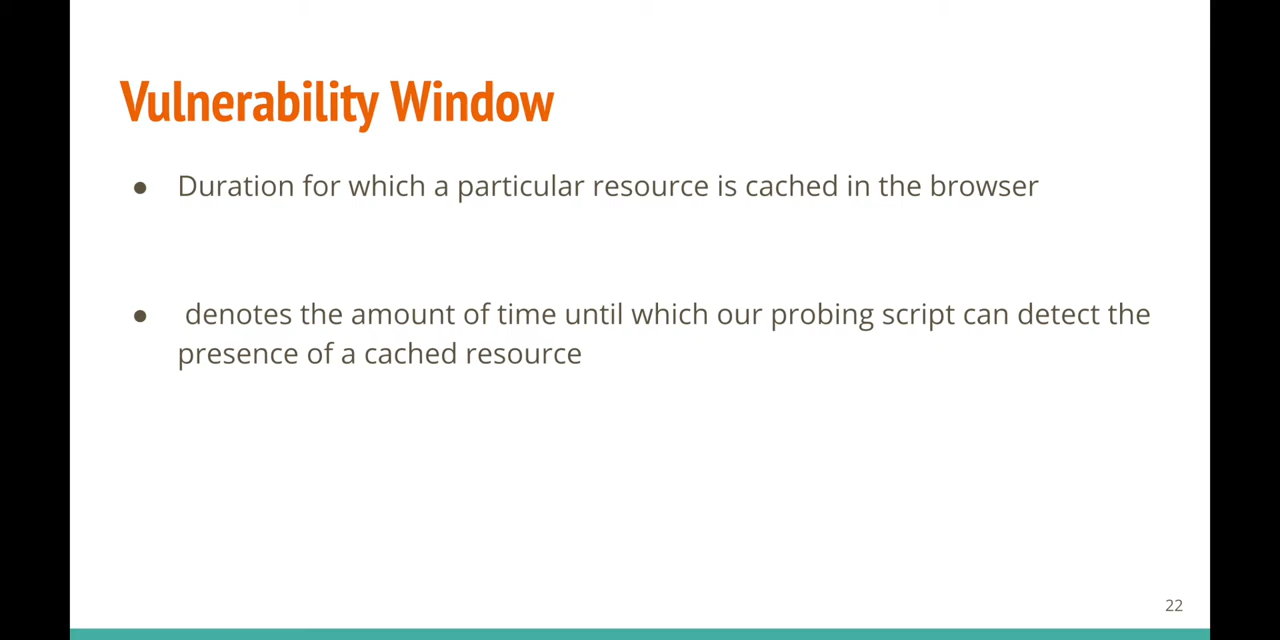 Vulnerability Window
● Duration for which a particular resource is cached in the browser
● denotes the amount of time until which our probing script can detect the
presence of a cached resource
22